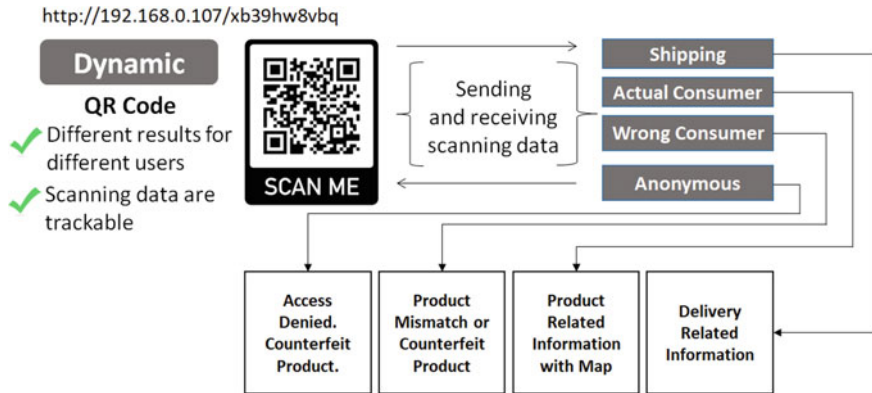 http://192.168.0.107/xb39hw8vbq
Dynamic
QR Code
Different results for
different users
Scanning data are
trackable
SCAN ME
Sending
and receiving
scanning data
Shipping
Actual Consumer
Wrong Consumer
Anonymous
Access
Denied.
Counterfeit
Product.
Product
Mismatch or
Counterfeit
Product
Product
Related
Information
with Map
Delivery
Related
Information